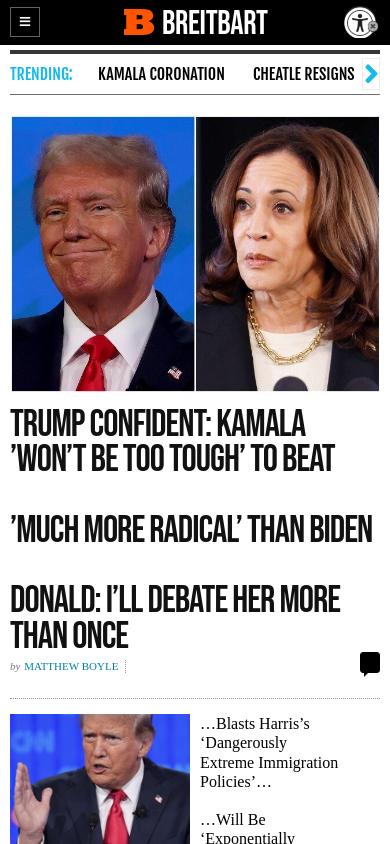 BREITBART
TRENDING:
KAMALA CORONATION
CHEATLE RESIGNS
TRUMP CONFIDENT: KAMALA
’WON’T BE TOO TOUGH’ TO BEAT
’MUCH MORE RADICAL’ THAN BIDEN
DONALD: I’LL DEBATE HER MORE
THAN ONCE
by MATTHEW BOYLE
…Blasts Harris’s
‘Dangerously
Extreme Immigration
Policies’…
…Will Be
‘Exponentially